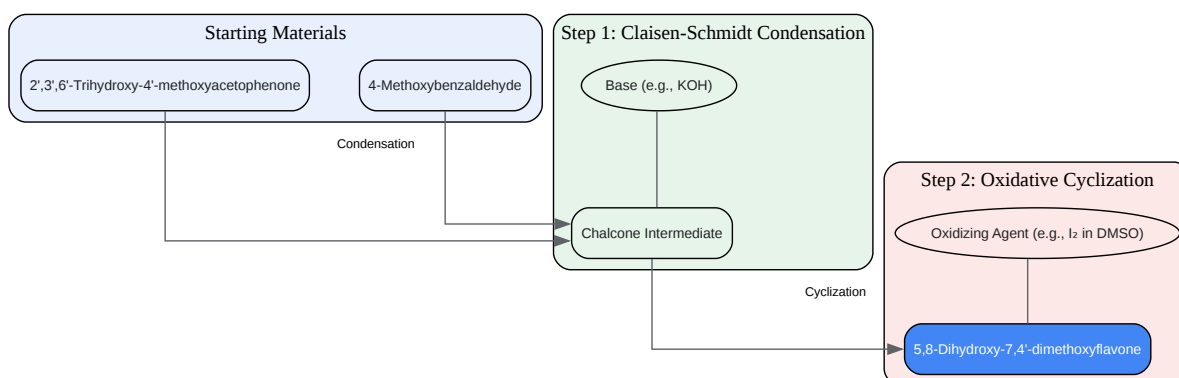 Starting Materials
2',3',6'-Trihydroxy-4'-methoxyacetophenone
4-Methoxybenzaldehyde
Condensation
Step 1: Claisen-Schmidt Condensation
Base (e.g., KOH)
Chalcone Intermediate
Cyclization
Step 2: Oxidative Cyclization
Oxidizing Agent (e.g., I₂ in DMSO)
5,8-Dihydroxy-7,4'-dimethoxyflavone